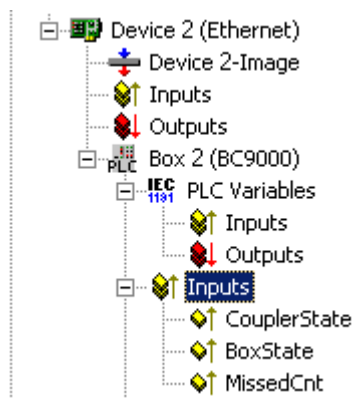 Device 2 (Ethernet)
Device 2-Image
Inputs
Outputs
PLC Box 2 (BC9000)
IEC 1131 PLC Variables
Inputs
Outputs
Inputs
CouplerState
BoxState
MissedCnt